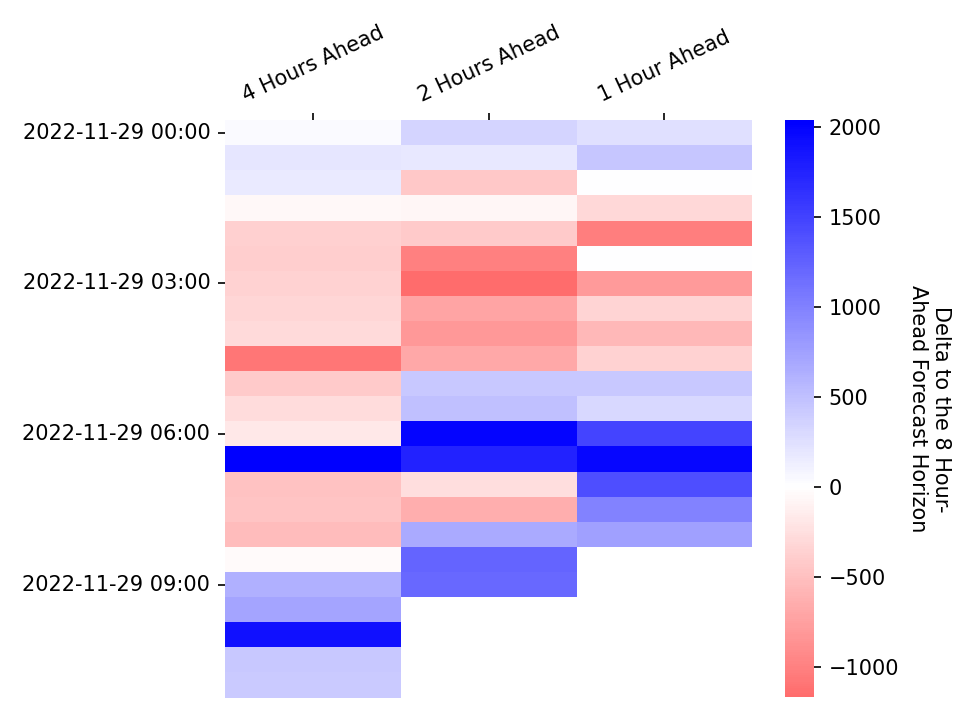 4 Hours Ahead
2 Hours Ahead
1 Hour Ahead
2022-11-29 00:00
2022-11-29 03:00
2022-11-29 06:00
2022-11-29 09:00
2000
1500
1000
500
0
−500
−1000
Delta to the 8 Hour-
Ahead Forecast Horizon